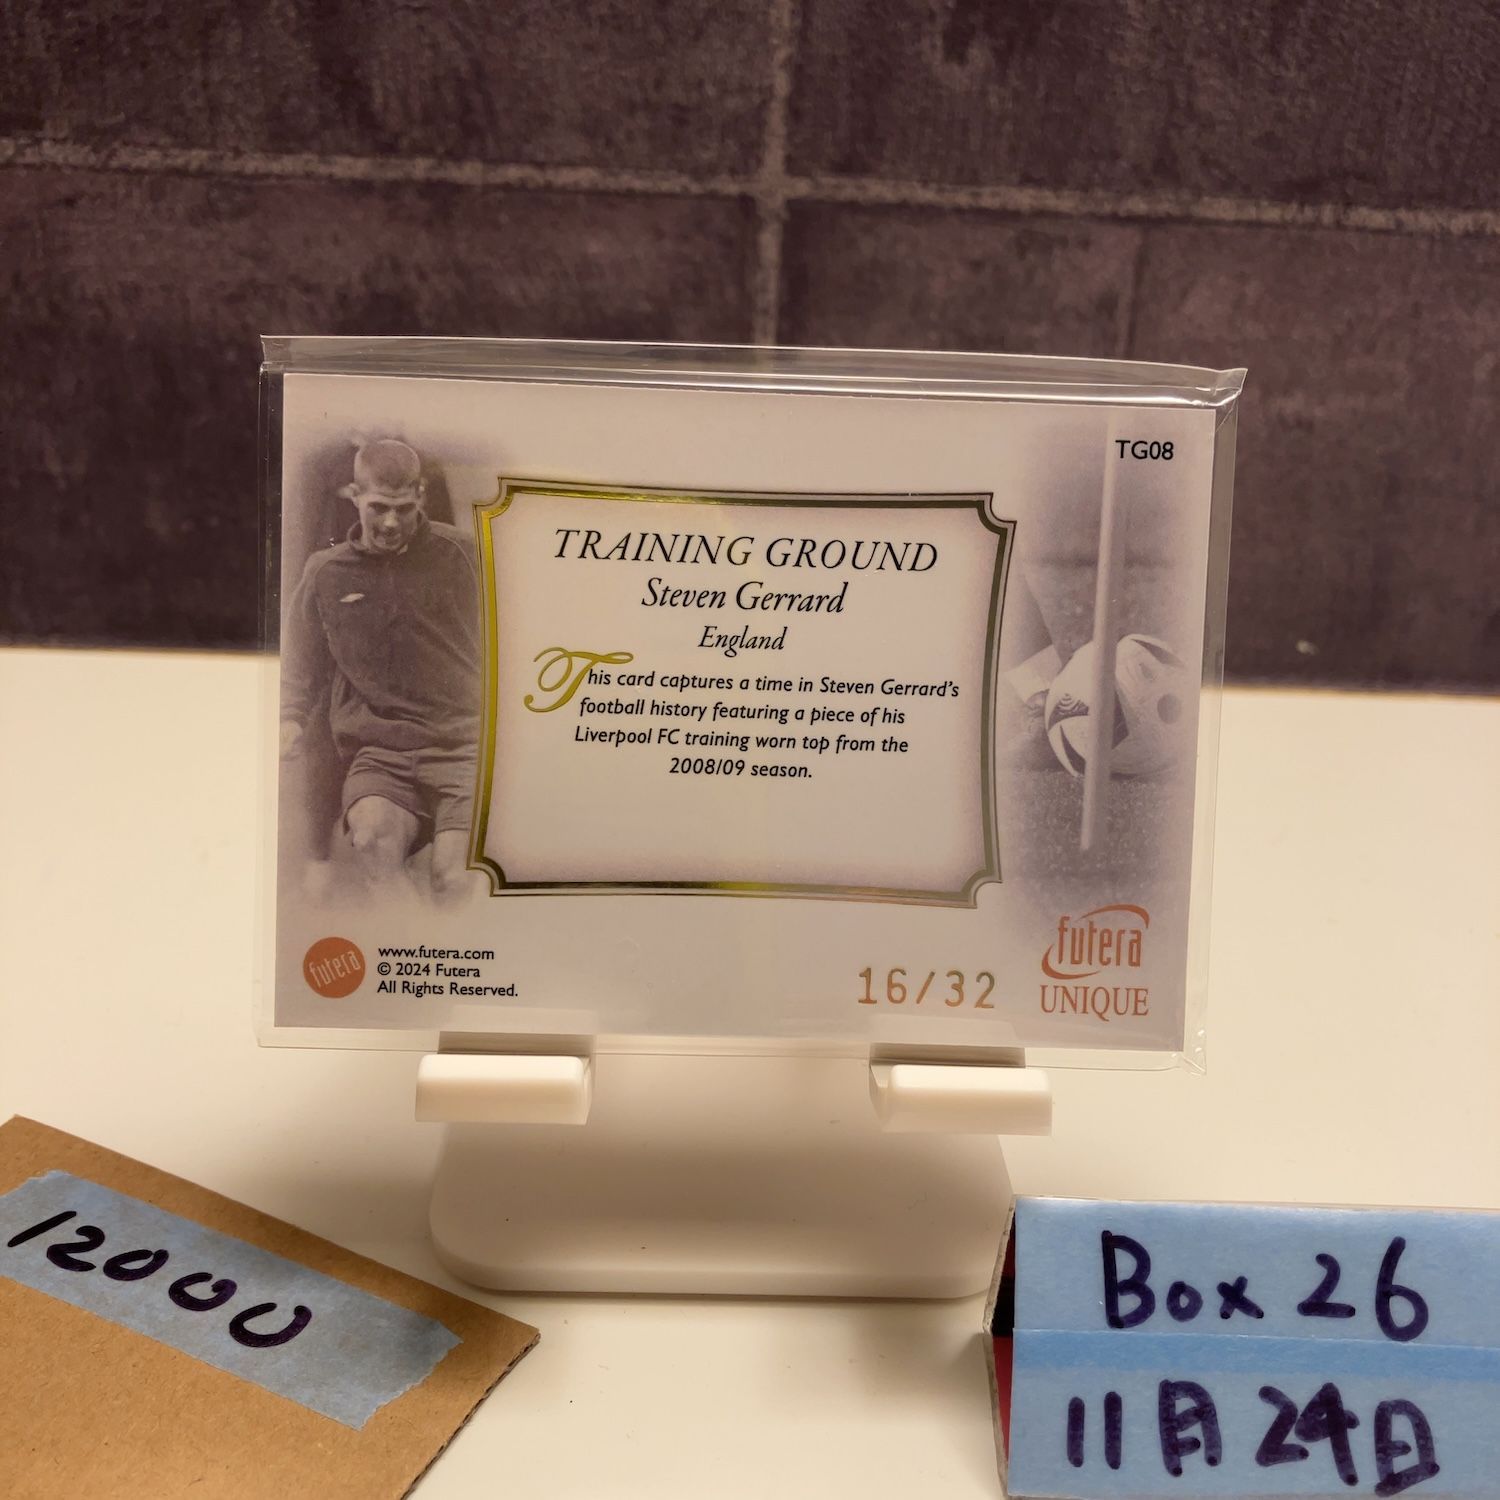 TG08
TRAINING GROUND
Steven Gerrard
England
This card captures a time in Steven Gerrard's
football history featuring a piece of his
Liverpool FC training worn top from the
2008/09 season.
futera
www.futera.com
© 2024 Futera
All Rights Reserved.
16/32
futera
UNIQUE
12000
Box 26
11月24日